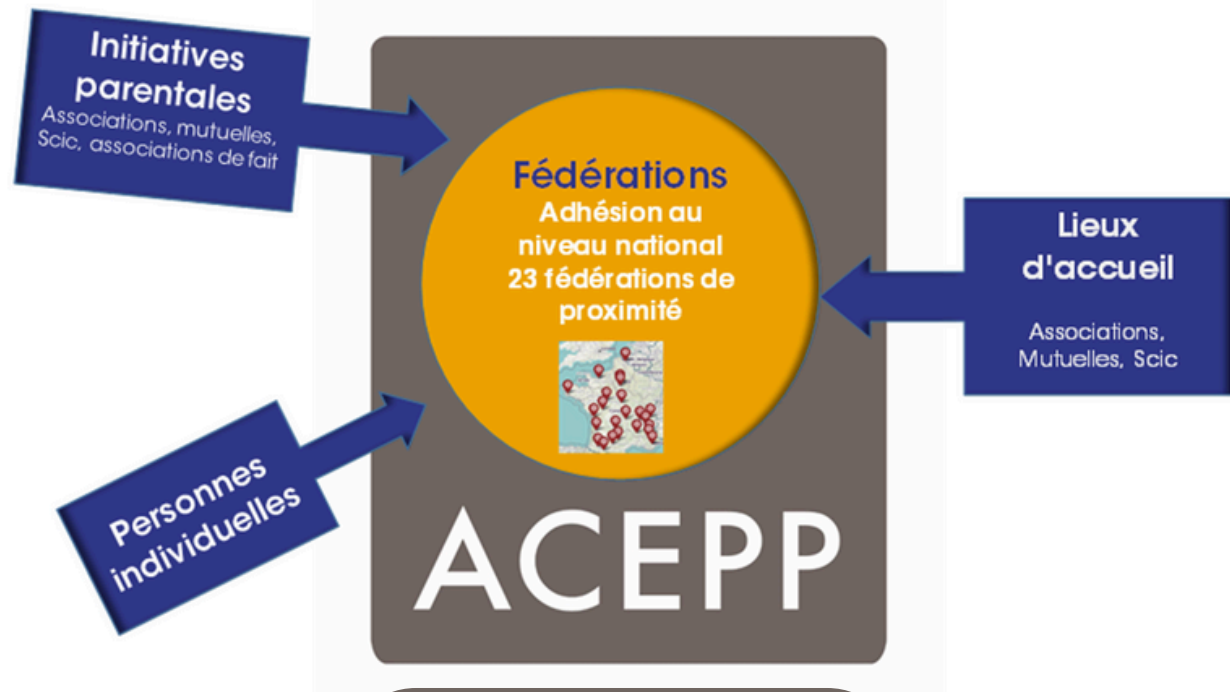 Initiatives
parentales
Associations, mutuelles,
Scic, associations de fait
Fédérations
Adhésion au
niveau national
23 fédérations de
proximité
Lieux
d'accueil
Associations,
Mutuelles, Scic
Personnes
individuelles
ACEPP